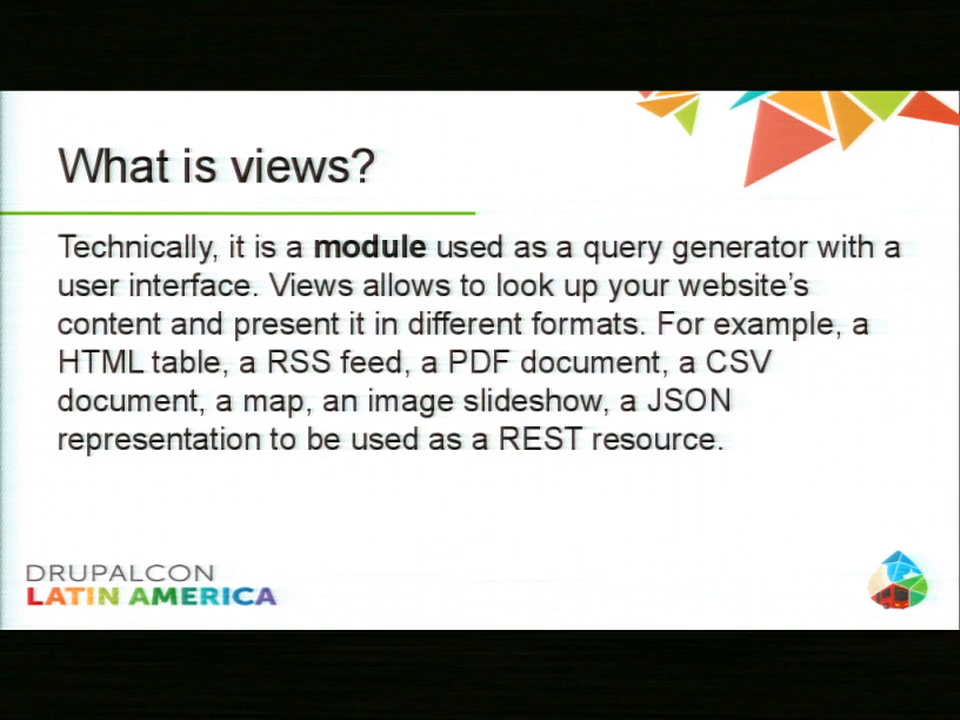 What is views?
Technically, it is a module used as a query generator with a
user interface. Views allows to look up your website’s
content and present it in different formats. For example, a
HTML table, a RSS feed, a PDF document, a CSV
document, a map, an image slideshow, a JSON
representation to be used as a REST resource.
DRUPALCON
LATIN AMERICA